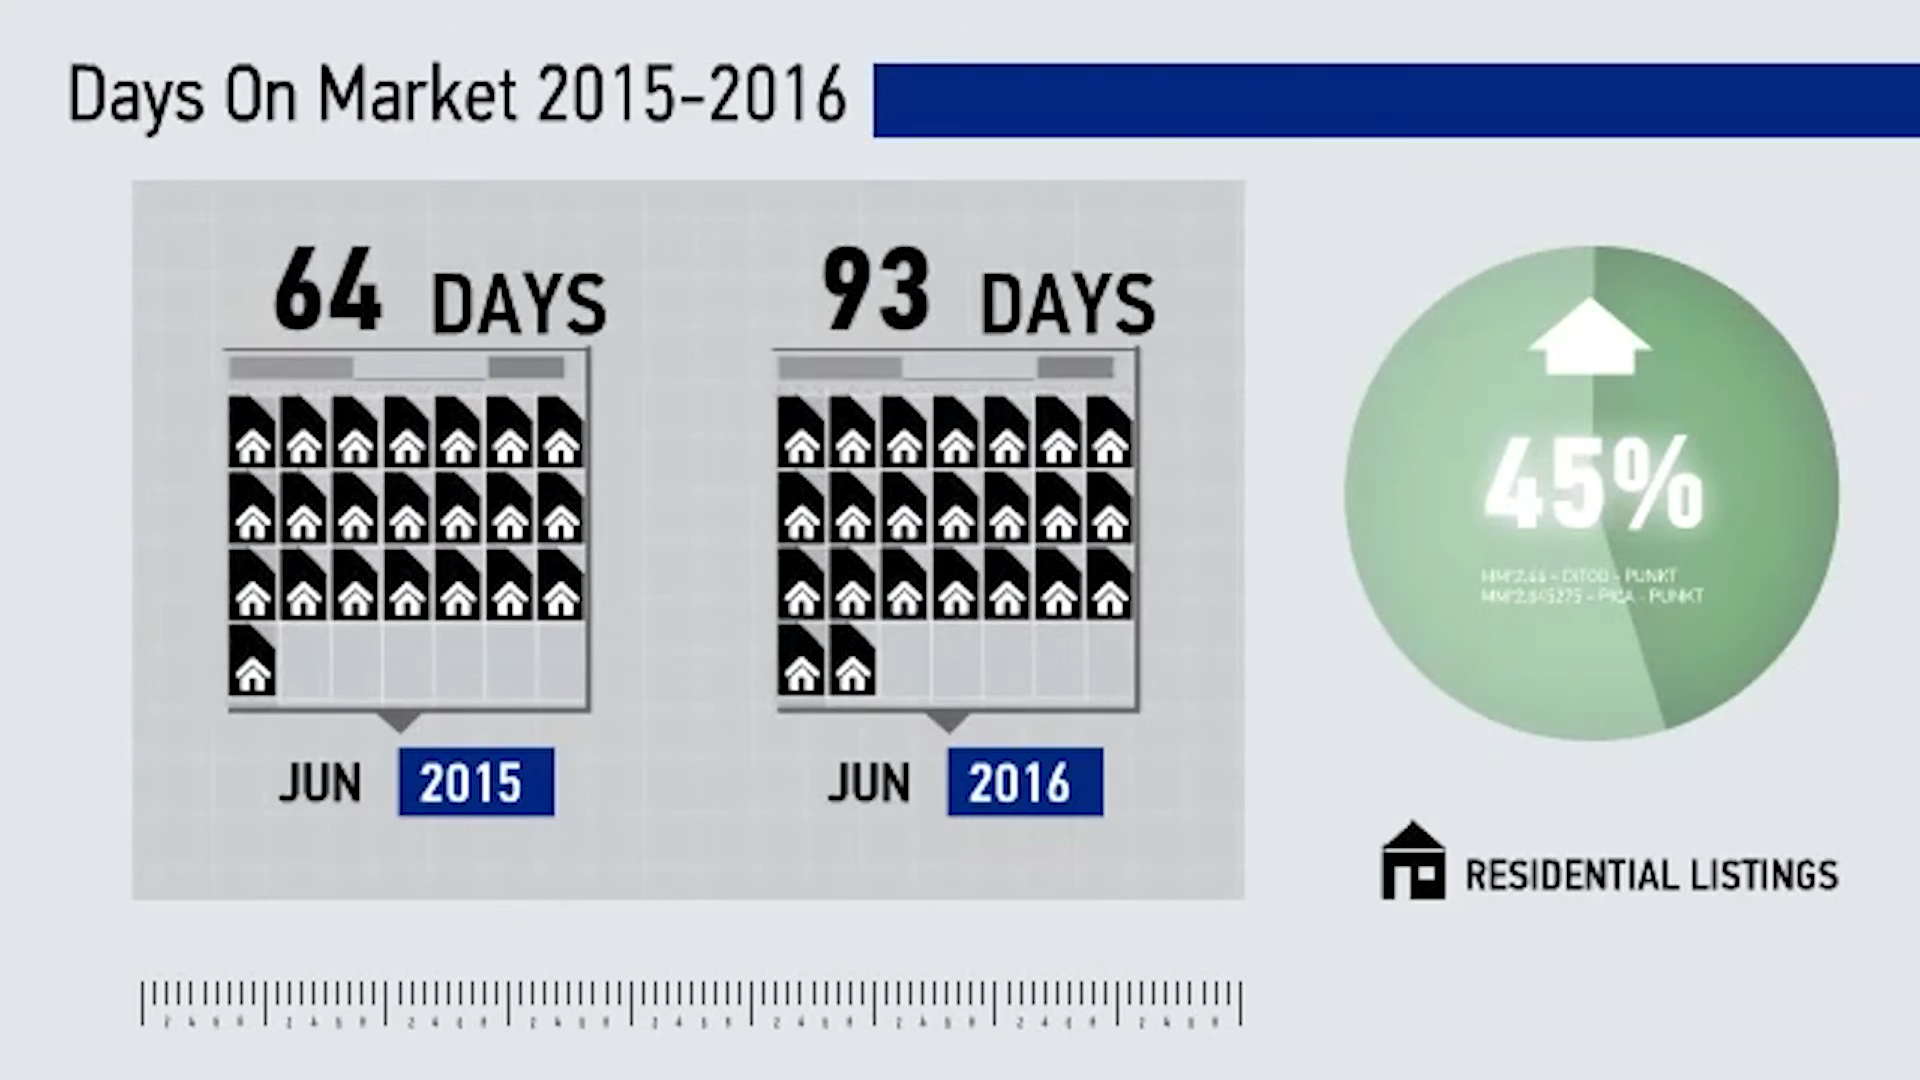 Days On Market 2015-2016
64 DAYS
93 DAYS
JUN 2015
JUN 2016
45%
RESIDENTIAL LISTINGS